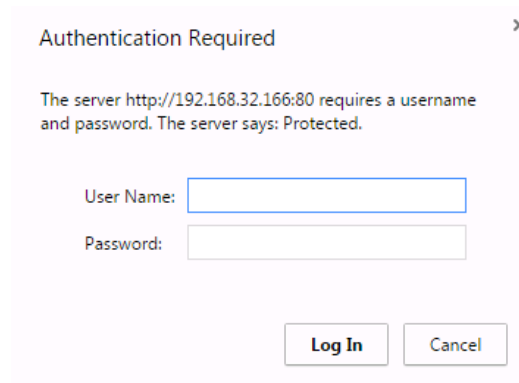 Authentication Required
The server http://192.168.32.166:80 requires a username
and password. The server says: Protected.
User Name:
Password:
Log In
Cancel